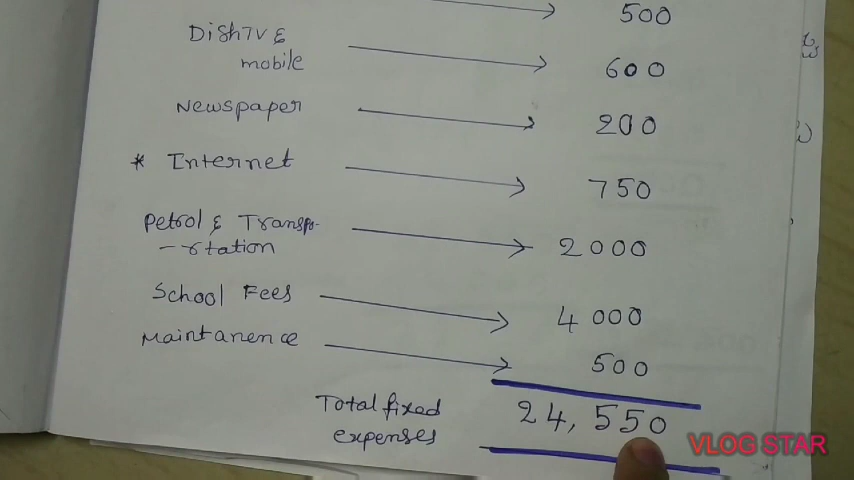 500
DishTV &
mobile 600
Newspaper 200
* Internet 750
Petrol & Transpo-
-rtation 2000
School Fees 4000
Maintanence 500
Total fixed
expenses 24,550
VLOG STAR